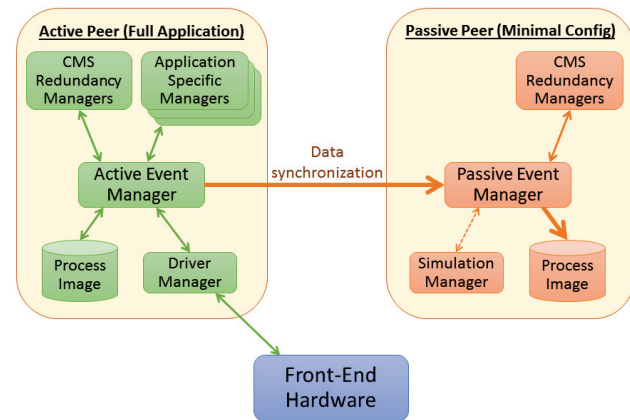 Active Peer (Full Application)
CMS
Redundancy
Managers
Application
Specific
Managers
Active Event
Manager
Process
Image
Driver
Manager
Data
synchronization
Passive Peer (Minimal Config)
CMS
Redundancy
Managers
Passive Event
Manager
Simulation
Manager
Process
Image
Front-End
Hardware